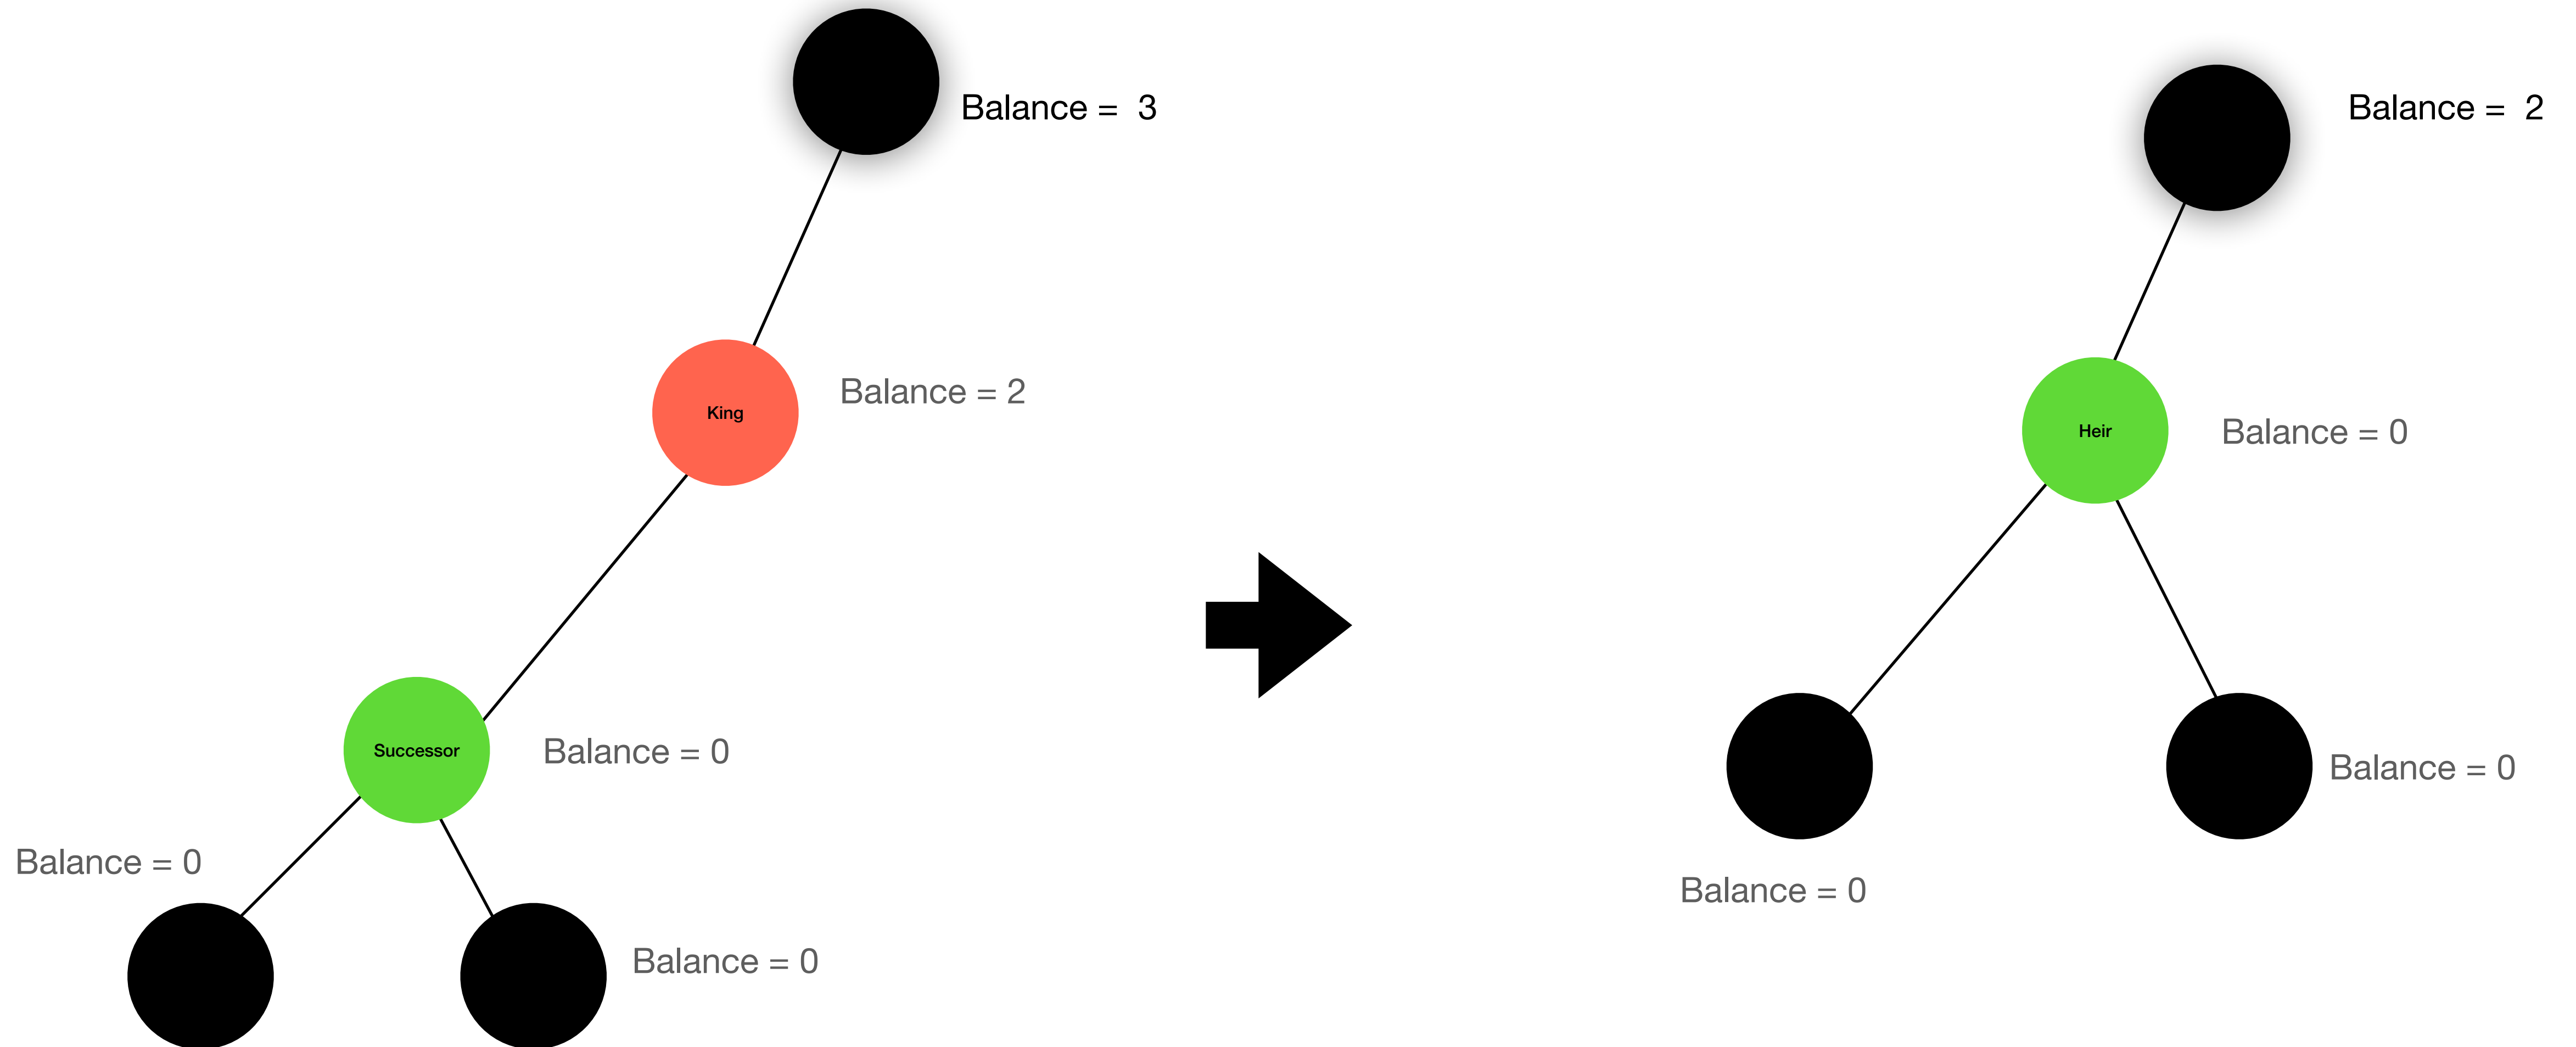 Balance = 3
King
Balance = 2
Successor
Balance = 0
Balance = 0
Balance = 0
Balance = 2
Heir
Balance = 0
Balance = 0
Balance = 0